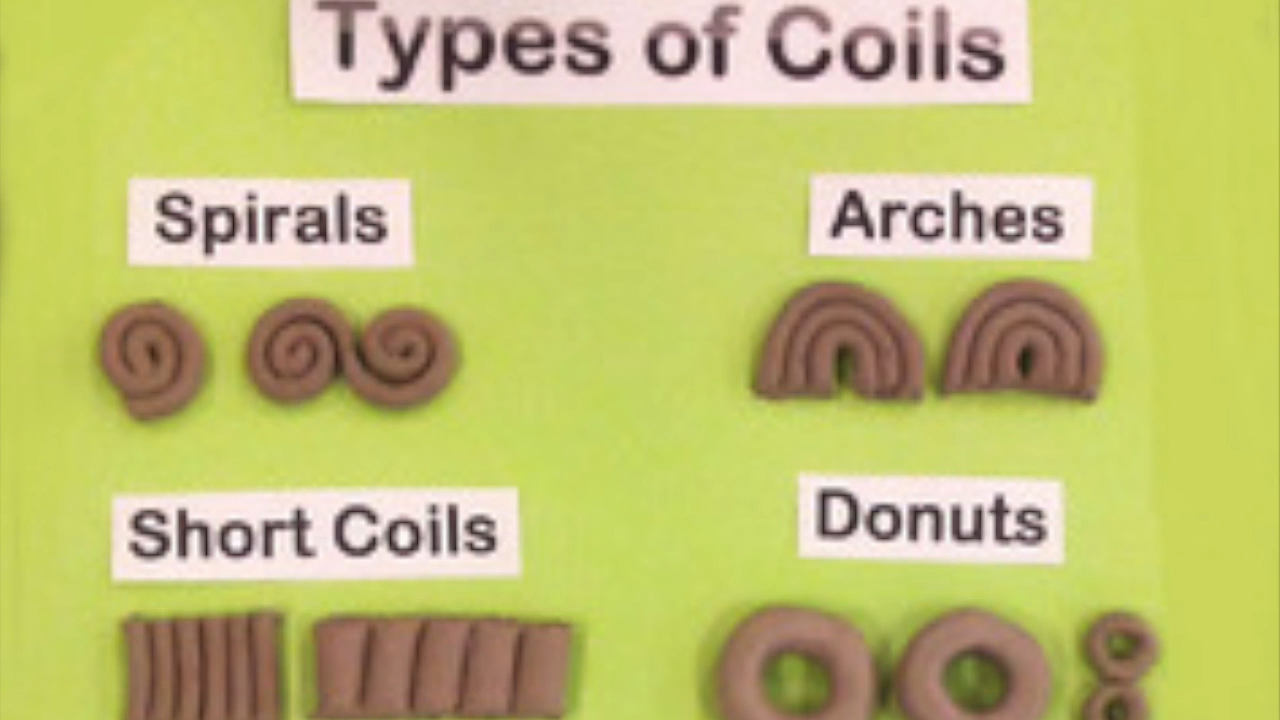 Types of Coils
Spirals
Arches
Short Coils
Donuts